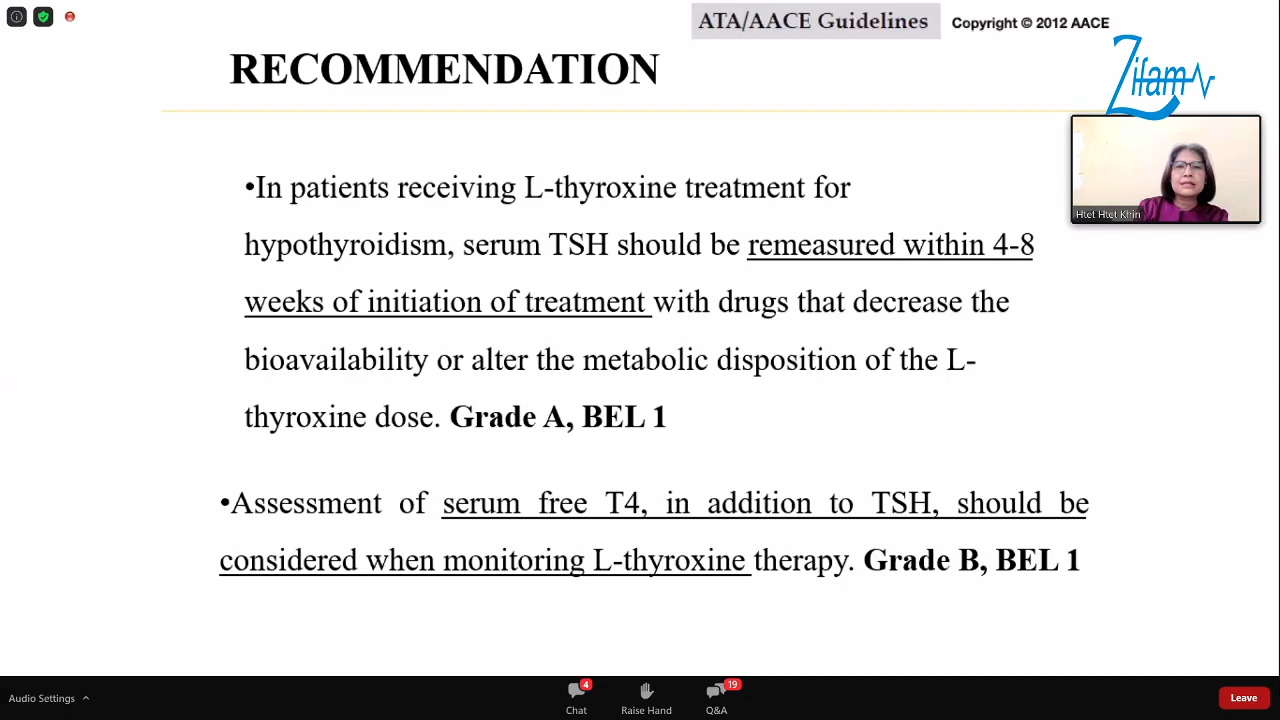 ATA/AACE Guidelines
Copyright © 2012 AACE
RECOMMENDATION
Zifam
•In patients receiving L-thyroxine treatment for
hypothyroidism, serum TSH should be remeasured within 4-8
weeks of initiation of treatment with drugs that decrease the
bioavailability or alter the metabolic disposition of the L-
thyroxine dose. Grade A, BEL 1
Htet Htet Khin
•Assessment of serum free T4, in addition to TSH, should be
considered when monitoring L-thyroxine therapy. Grade B, BEL 1
Audio Settings
4
Chat
Raise Hand
19
Q&A
Leave